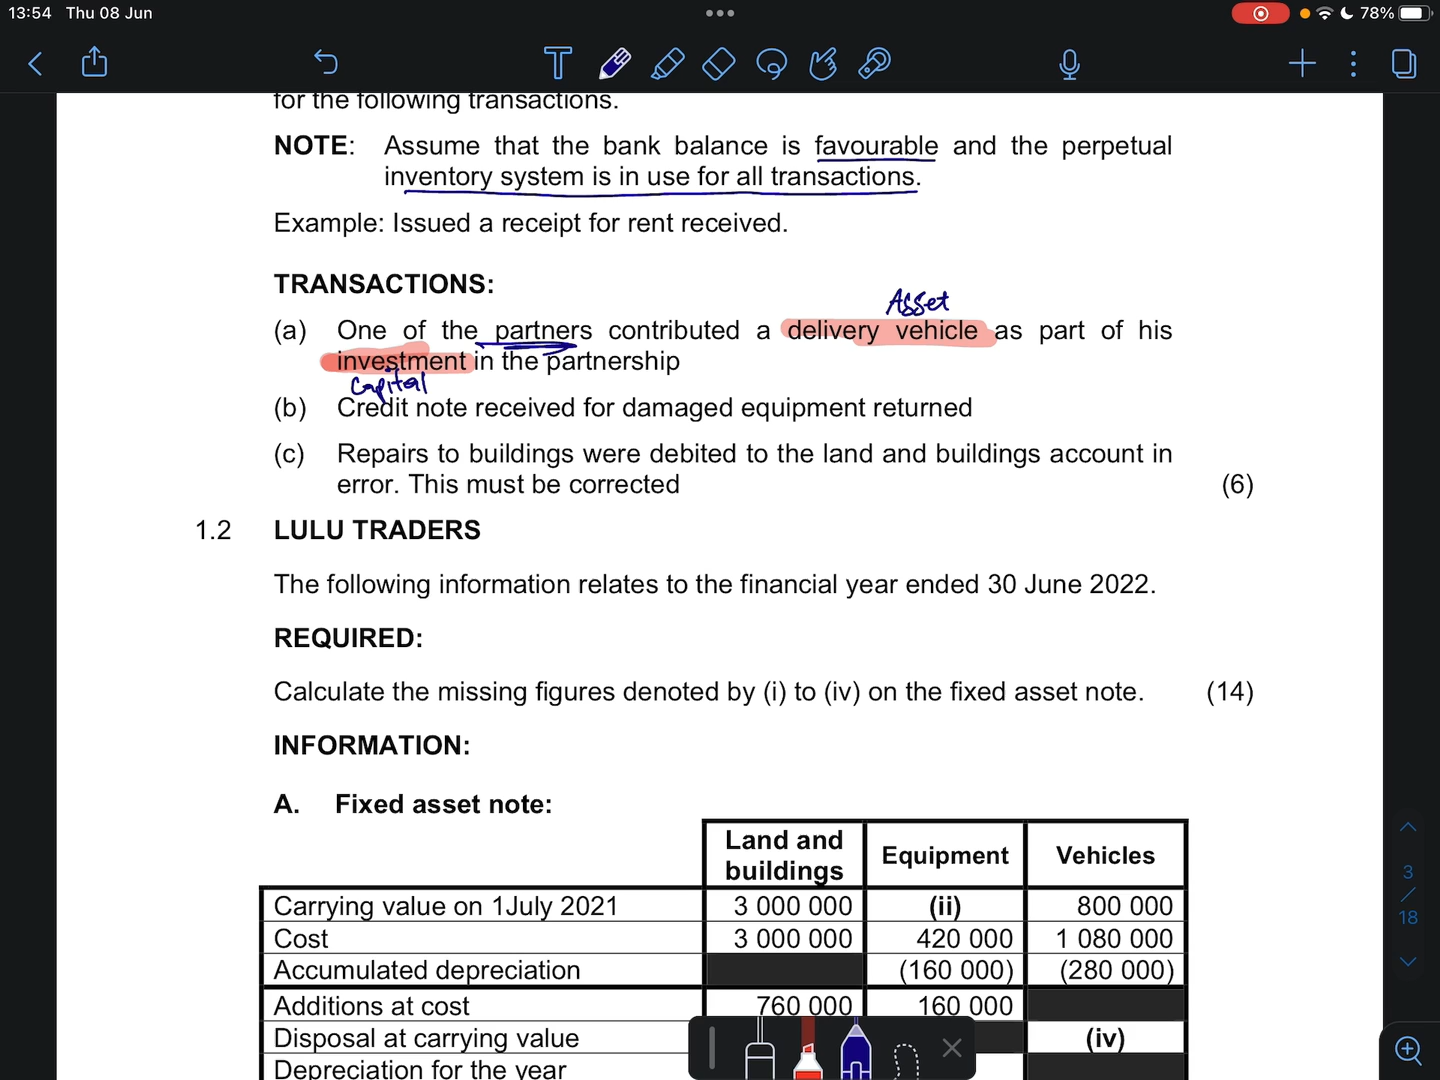 13:54 Thu 08 Jun
78%
for the following transactions.
NOTE: Assume that the bank balance is favourable and the perpetual
inventory system is in use for all transactions.
Example: Issued a receipt for rent received.
TRANSACTIONS:
Asset
(a) One of the partners contributed a delivery vehicle as part of his
investment in the partnership
Capital
(b) Credit note received for damaged equipment returned
(c) Repairs to buildings were debited to the land and buildings account in
error. This must be corrected (6)
1.2 LULU TRADERS
The following information relates to the financial year ended 30 June 2022.
REQUIRED:
Calculate the missing figures denoted by (i) to (iv) on the fixed asset note. (14)
INFORMATION:
A. Fixed asset note:
Land and
buildings Equipment Vehicles
Carrying value on 1July 2021 3 000 000 (ii) 800 000
Cost 3 000 000 420 000 1 080 000
Accumulated depreciation (160 000) (280 000)
Additions at cost 760 000 160 000
Disposal at carrying value (iv)
Depreciation for the year
3
/
18